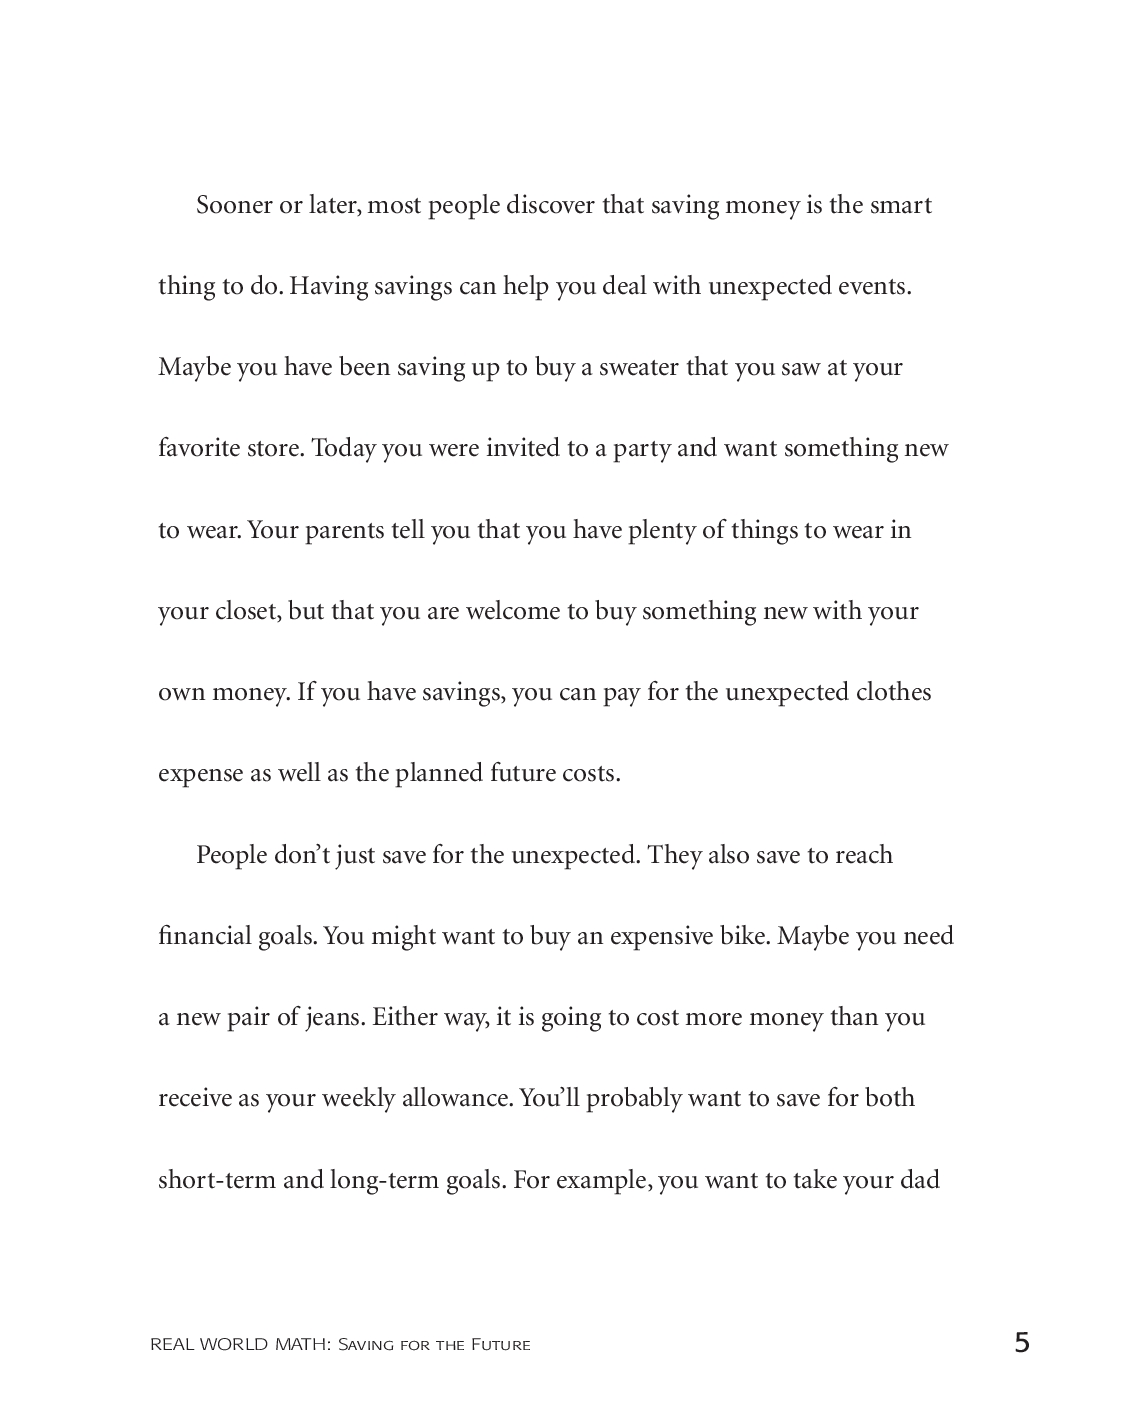 Sooner or later, most people discover that saving money is the smart
thing to do. Having savings can help you deal with unexpected events.
Maybe you have been saving up to buy a sweater that you saw at your
favorite store. Today you were invited to a party and want something new
to wear. Your parents tell you that you have plenty of things to wear in
your closet, but that you are welcome to buy something new with your
own money. If you have savings, you can pay for the unexpected clothes
expense as well as the planned future costs.
People don’t just save for the unexpected. They also save to reach
financial goals. You might want to buy an expensive bike. Maybe you need
a new pair of jeans. Either way, it is going to cost more money than you
receive as your weekly allowance. You’ll probably want to save for both
short-term and long-term goals. For example, you want to take your dad
REAL WORLD MATH: Saving for the Future 5